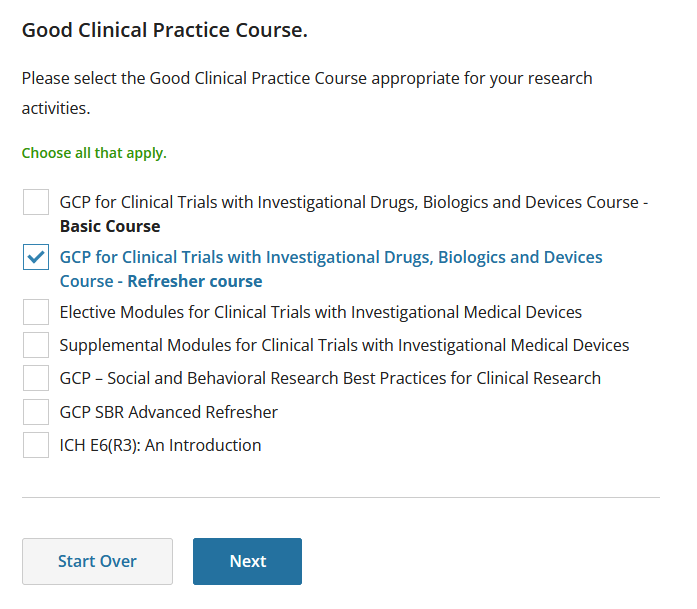 Good Clinical Practice Course.
Please select the Good Clinical Practice Course appropriate for your research
activities.
Choose all that apply.
GCP for Clinical Trials with Investigational Drugs, Biologics and Devices Course -
Basic Course
GCP for Clinical Trials with Investigational Drugs, Biologics and Devices
Course - Refresher course
Elective Modules for Clinical Trials with Investigational Medical Devices
Supplemental Modules for Clinical Trials with Investigational Medical Devices
GCP – Social and Behavioral Research Best Practices for Clinical Research
GCP SBR Advanced Refresher
ICH E6(R3): An Introduction
Start Over
Next